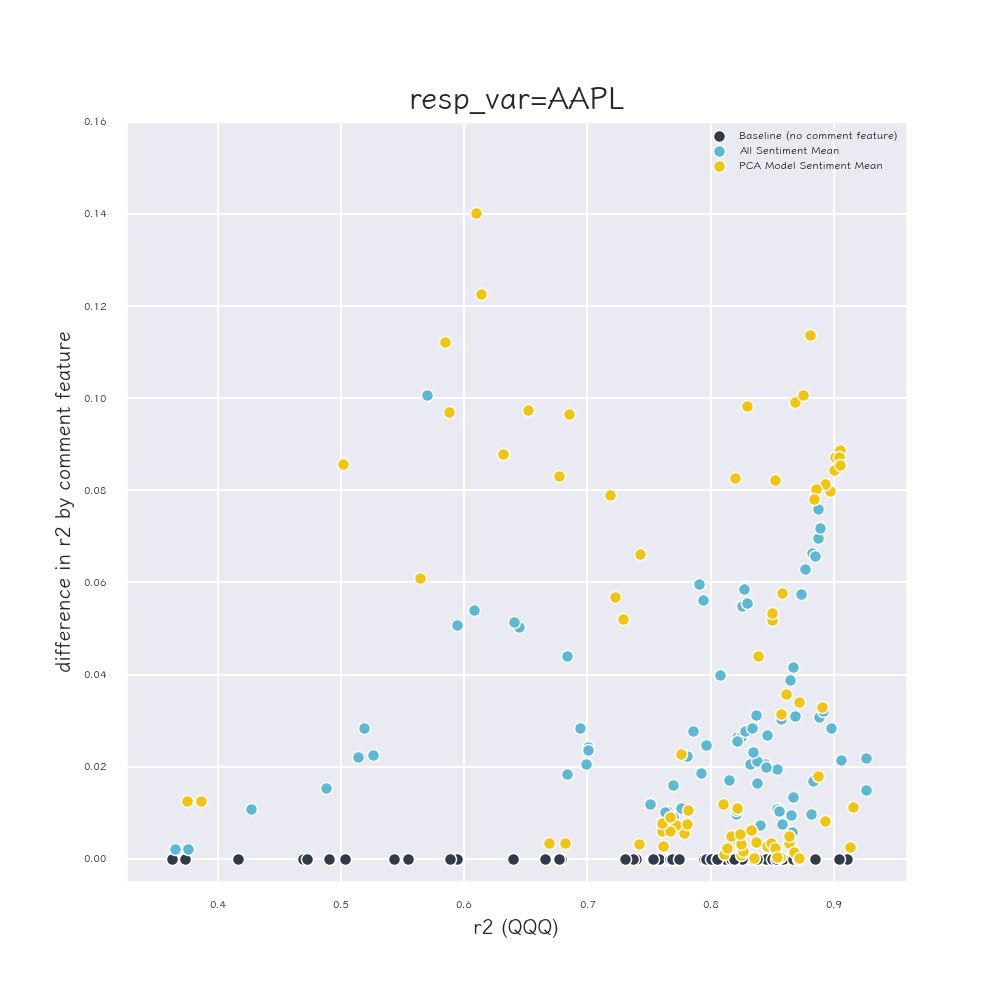 resp_var=AAPL
Baseline (no comment feature)
All Sentiment Mean
PCA Model Sentiment Mean
0.16
0.14
0.12
0.10
0.08
0.06
0.04
0.02
0.00
difference in r2 by comment feature
0.4 0.5 0.6 0.7 0.8 0.9
r2 (QQQ)